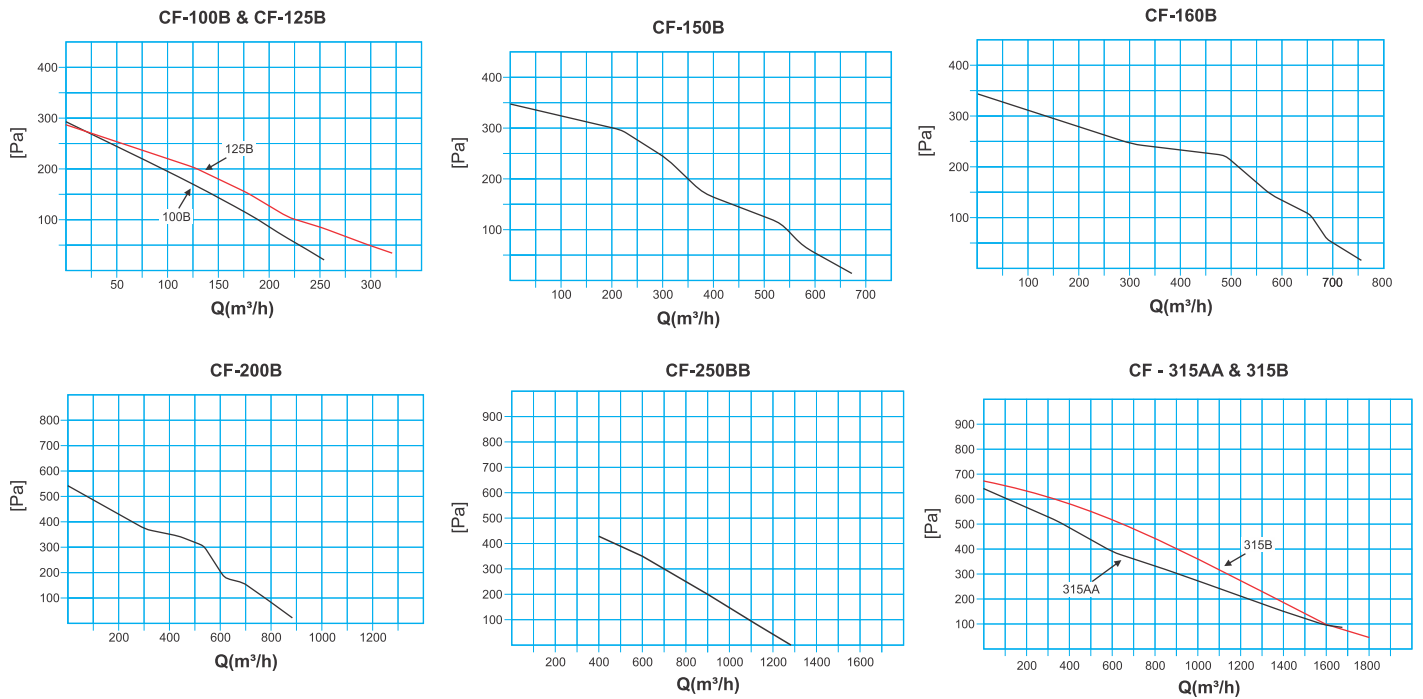 CF-100B & CF-125B
[Pa]
400
300
200
100
125B
100B
50 100 150 200 250 300
Q(m³/h)
CF-150B
[Pa]
400
300
200
100
100 200 300 400 500 600 700
Q(m³/h)
CF-160B
[Pa]
400
300
200
100
100 200 300 400 500 600 700 800
Q(m³/h)
CF-200B
[Pa]
800
700
600
500
400
300
200
100
200 400 600 800 1000 1200
Q(m³/h)
CF-250BB
[Pa]
900
800
700
600
500
400
300
200
100
200 400 600 800 1000 1200 1400 1600
Q(m³/h)
CF - 315AA & 315B
[Pa]
900
800
700
600
500
400
300
200
100
315B
315AA
200 400 600 800 1000 1200 1400 1600 1800
Q(m³/h)